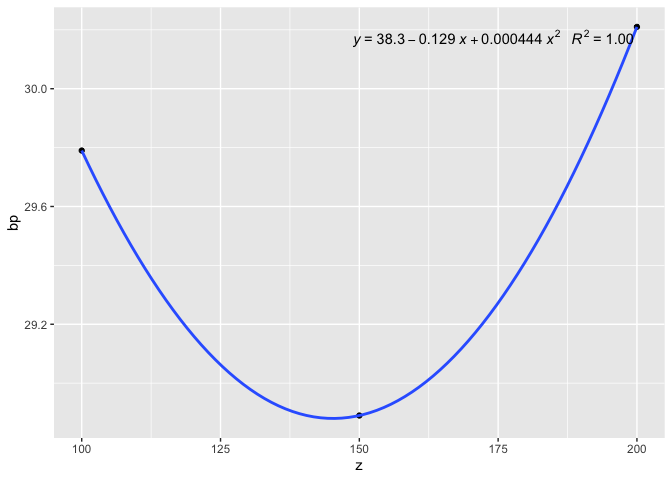 y = 38.3 – 0.129 x + 0.000444 x² R² = 1.00
30.0
29.6
29.2
bp
100 125 150 175 200
z